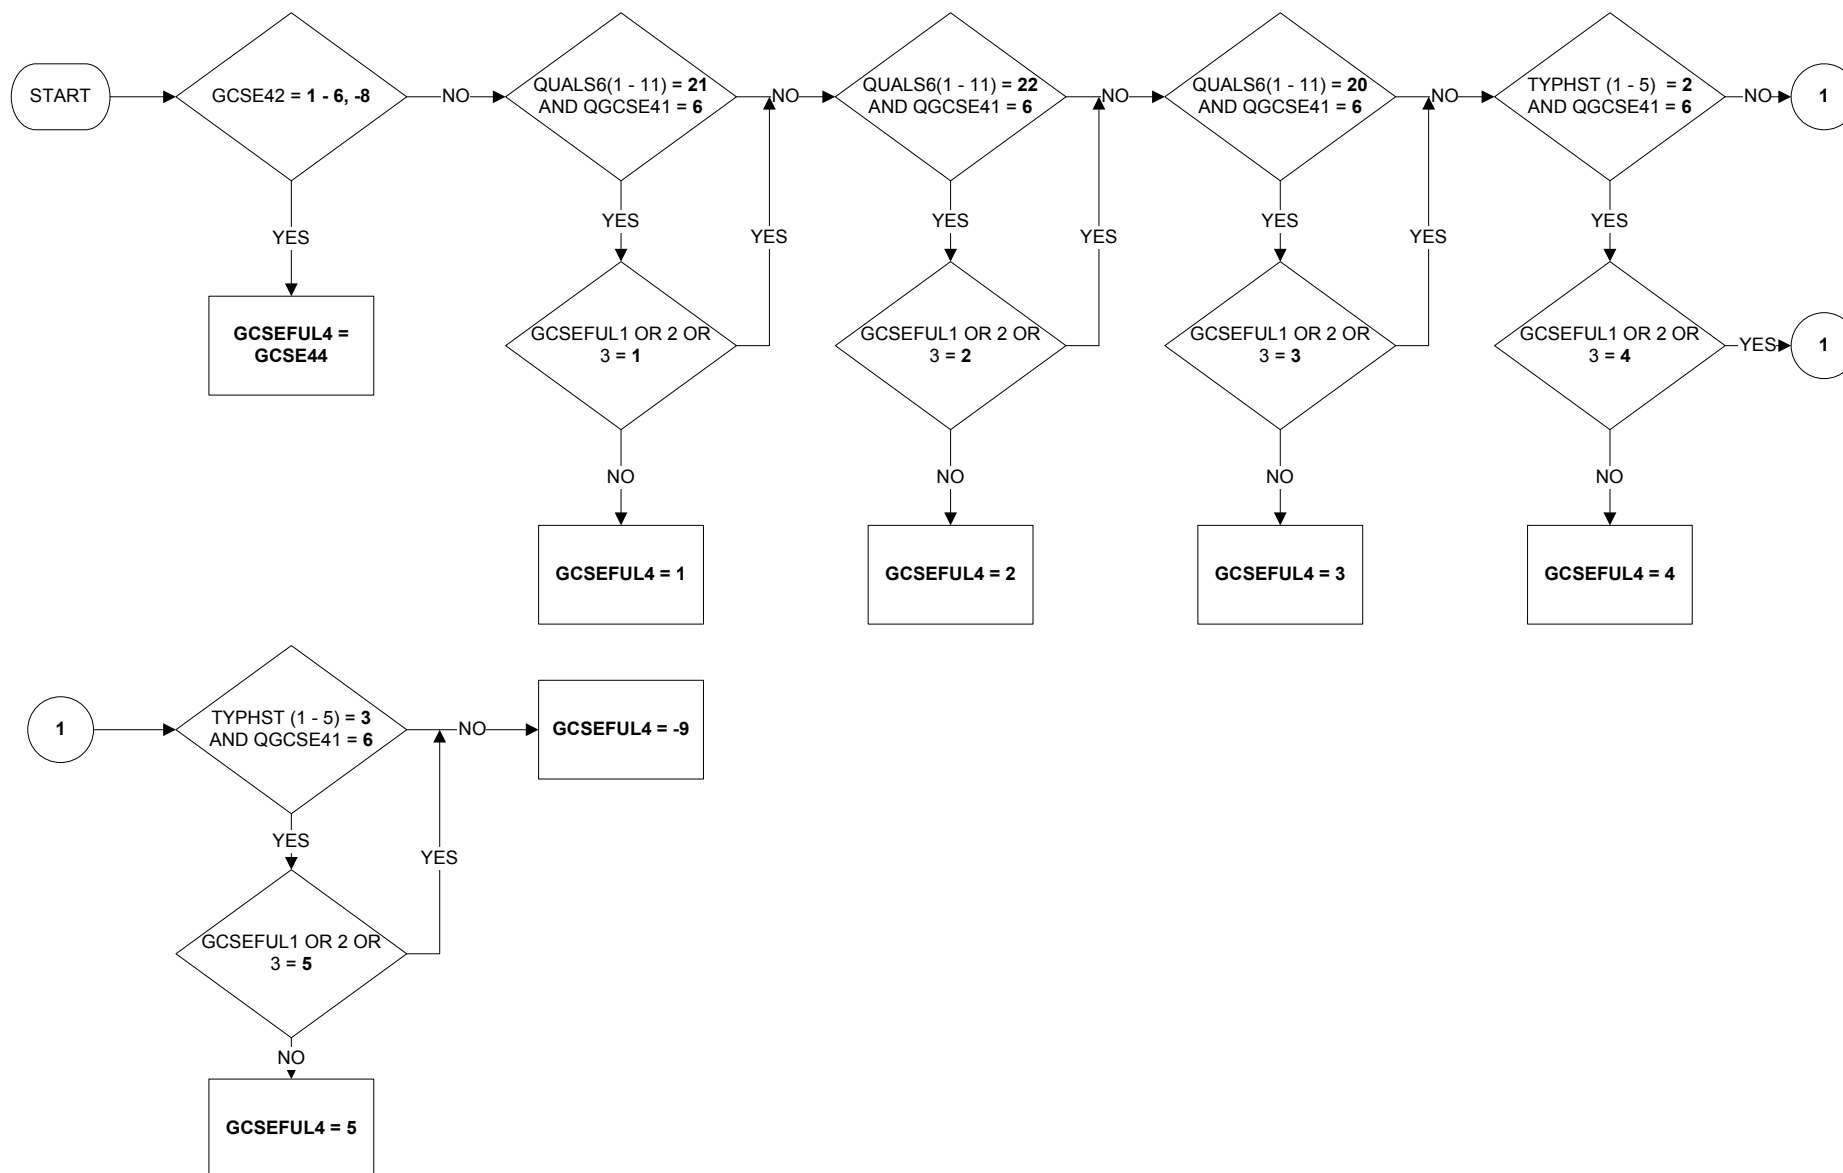 START
GCSE42 = 1 - 6, -8
NO
QUALS6(1 - 11) = 21
AND QGCSE41 = 6
NO
QUALS6(1 - 11) = 22
AND QGCSE41 = 6
NO
QUALS6(1 - 11) = 20
AND QGCSE41 = 6
NO
TYPHST (1 - 5) = 2
AND QGCSE41 = 6
NO
1
YES
YES
YES
YES
YES
YES
YES
YES
GCSEFUL4 =
GCSE44
GCSEFUL1 OR 2 OR
3 = 1
GCSEFUL1 OR 2 OR
3 = 2
GCSEFUL1 OR 2 OR
3 = 3
GCSEFUL1 OR 2 OR
3 = 4
YES
1
NO
NO
NO
NO
GCSEFUL4 = 1
GCSEFUL4 = 2
GCSEFUL4 = 3
GCSEFUL4 = 4
1
TYPHST (1 - 5) = 3
AND QGCSE41 = 6
NO
GCSEFUL4 = -9
YES
YES
GCSEFUL1 OR 2 OR
3 = 5
NO
GCSEFUL4 = 5